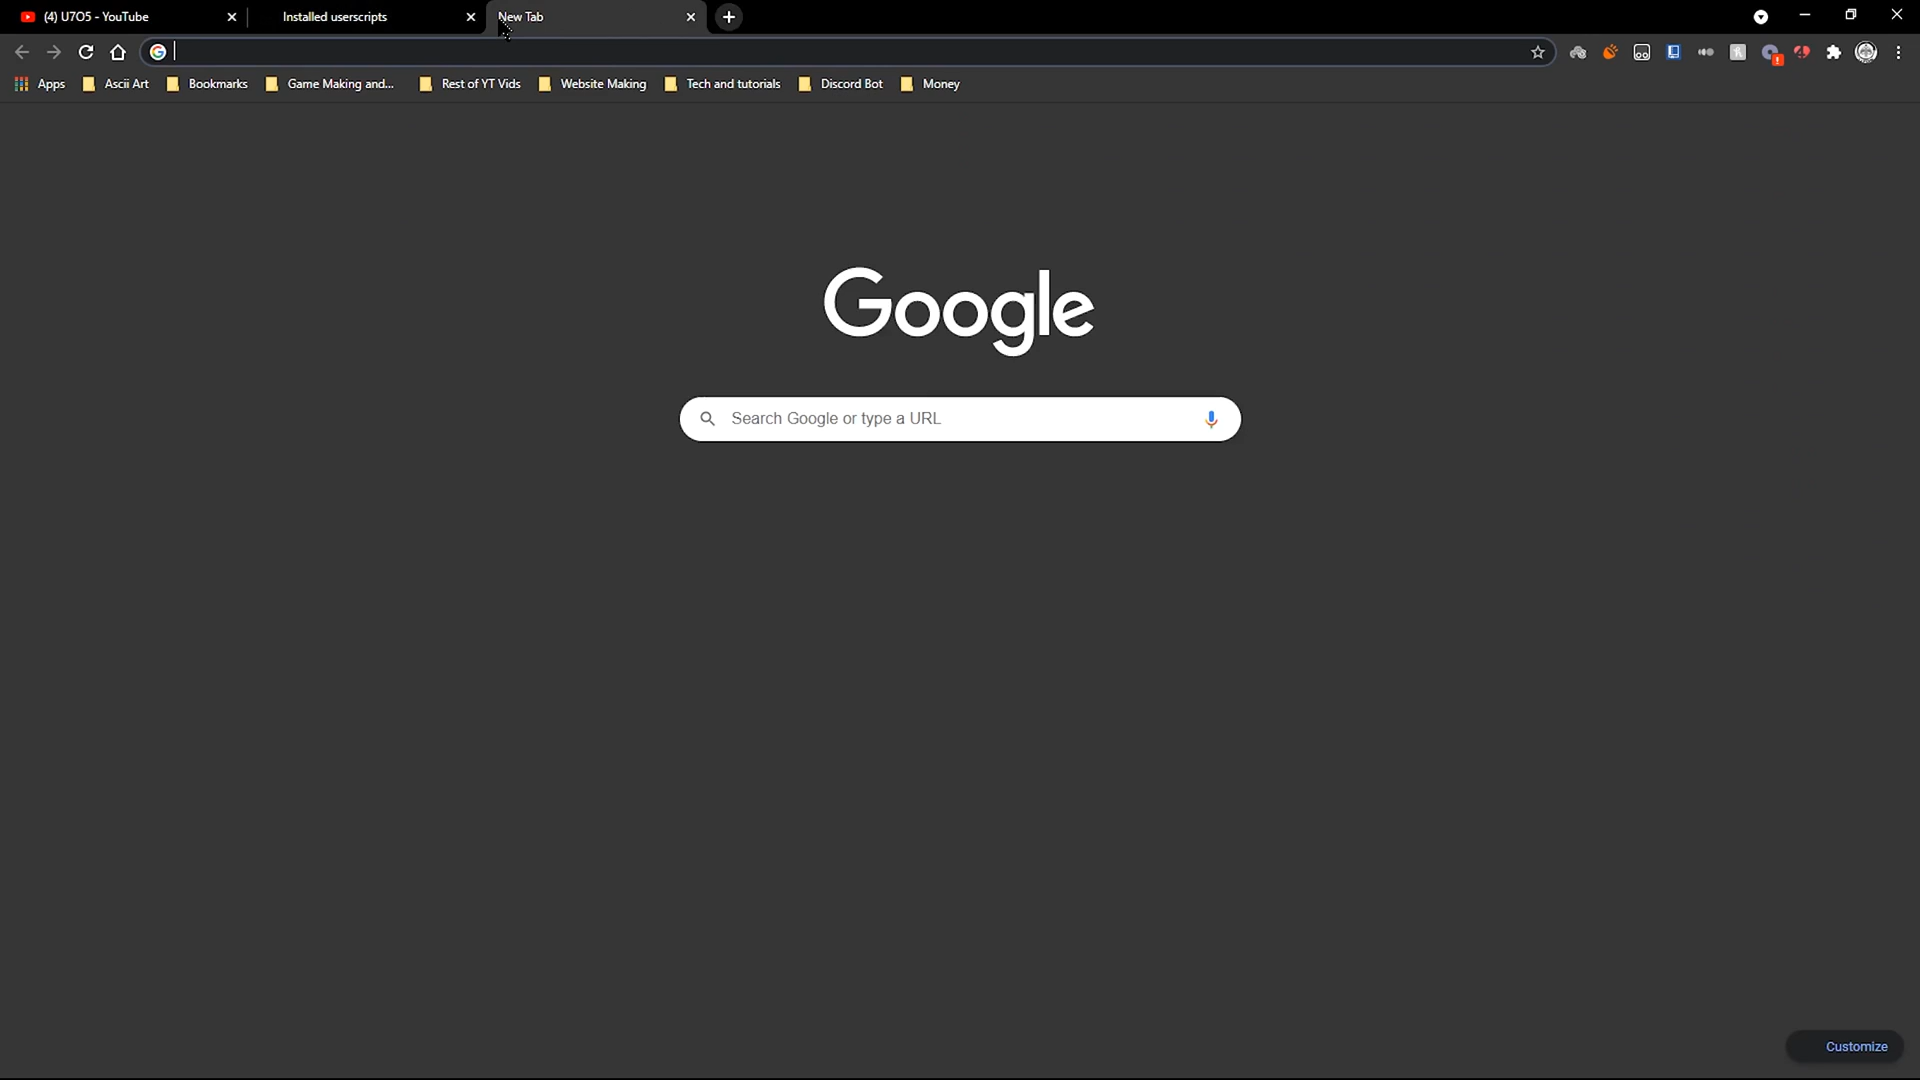 (4) U7O5 - YouTube
Installed userscripts
New Tab
Apps
Ascii Art
Bookmarks
Game Making and...
Rest of YT Vids
Website Making
Tech and tutorials
Discord Bot
Money
Google
Search Google or type a URL
Customize